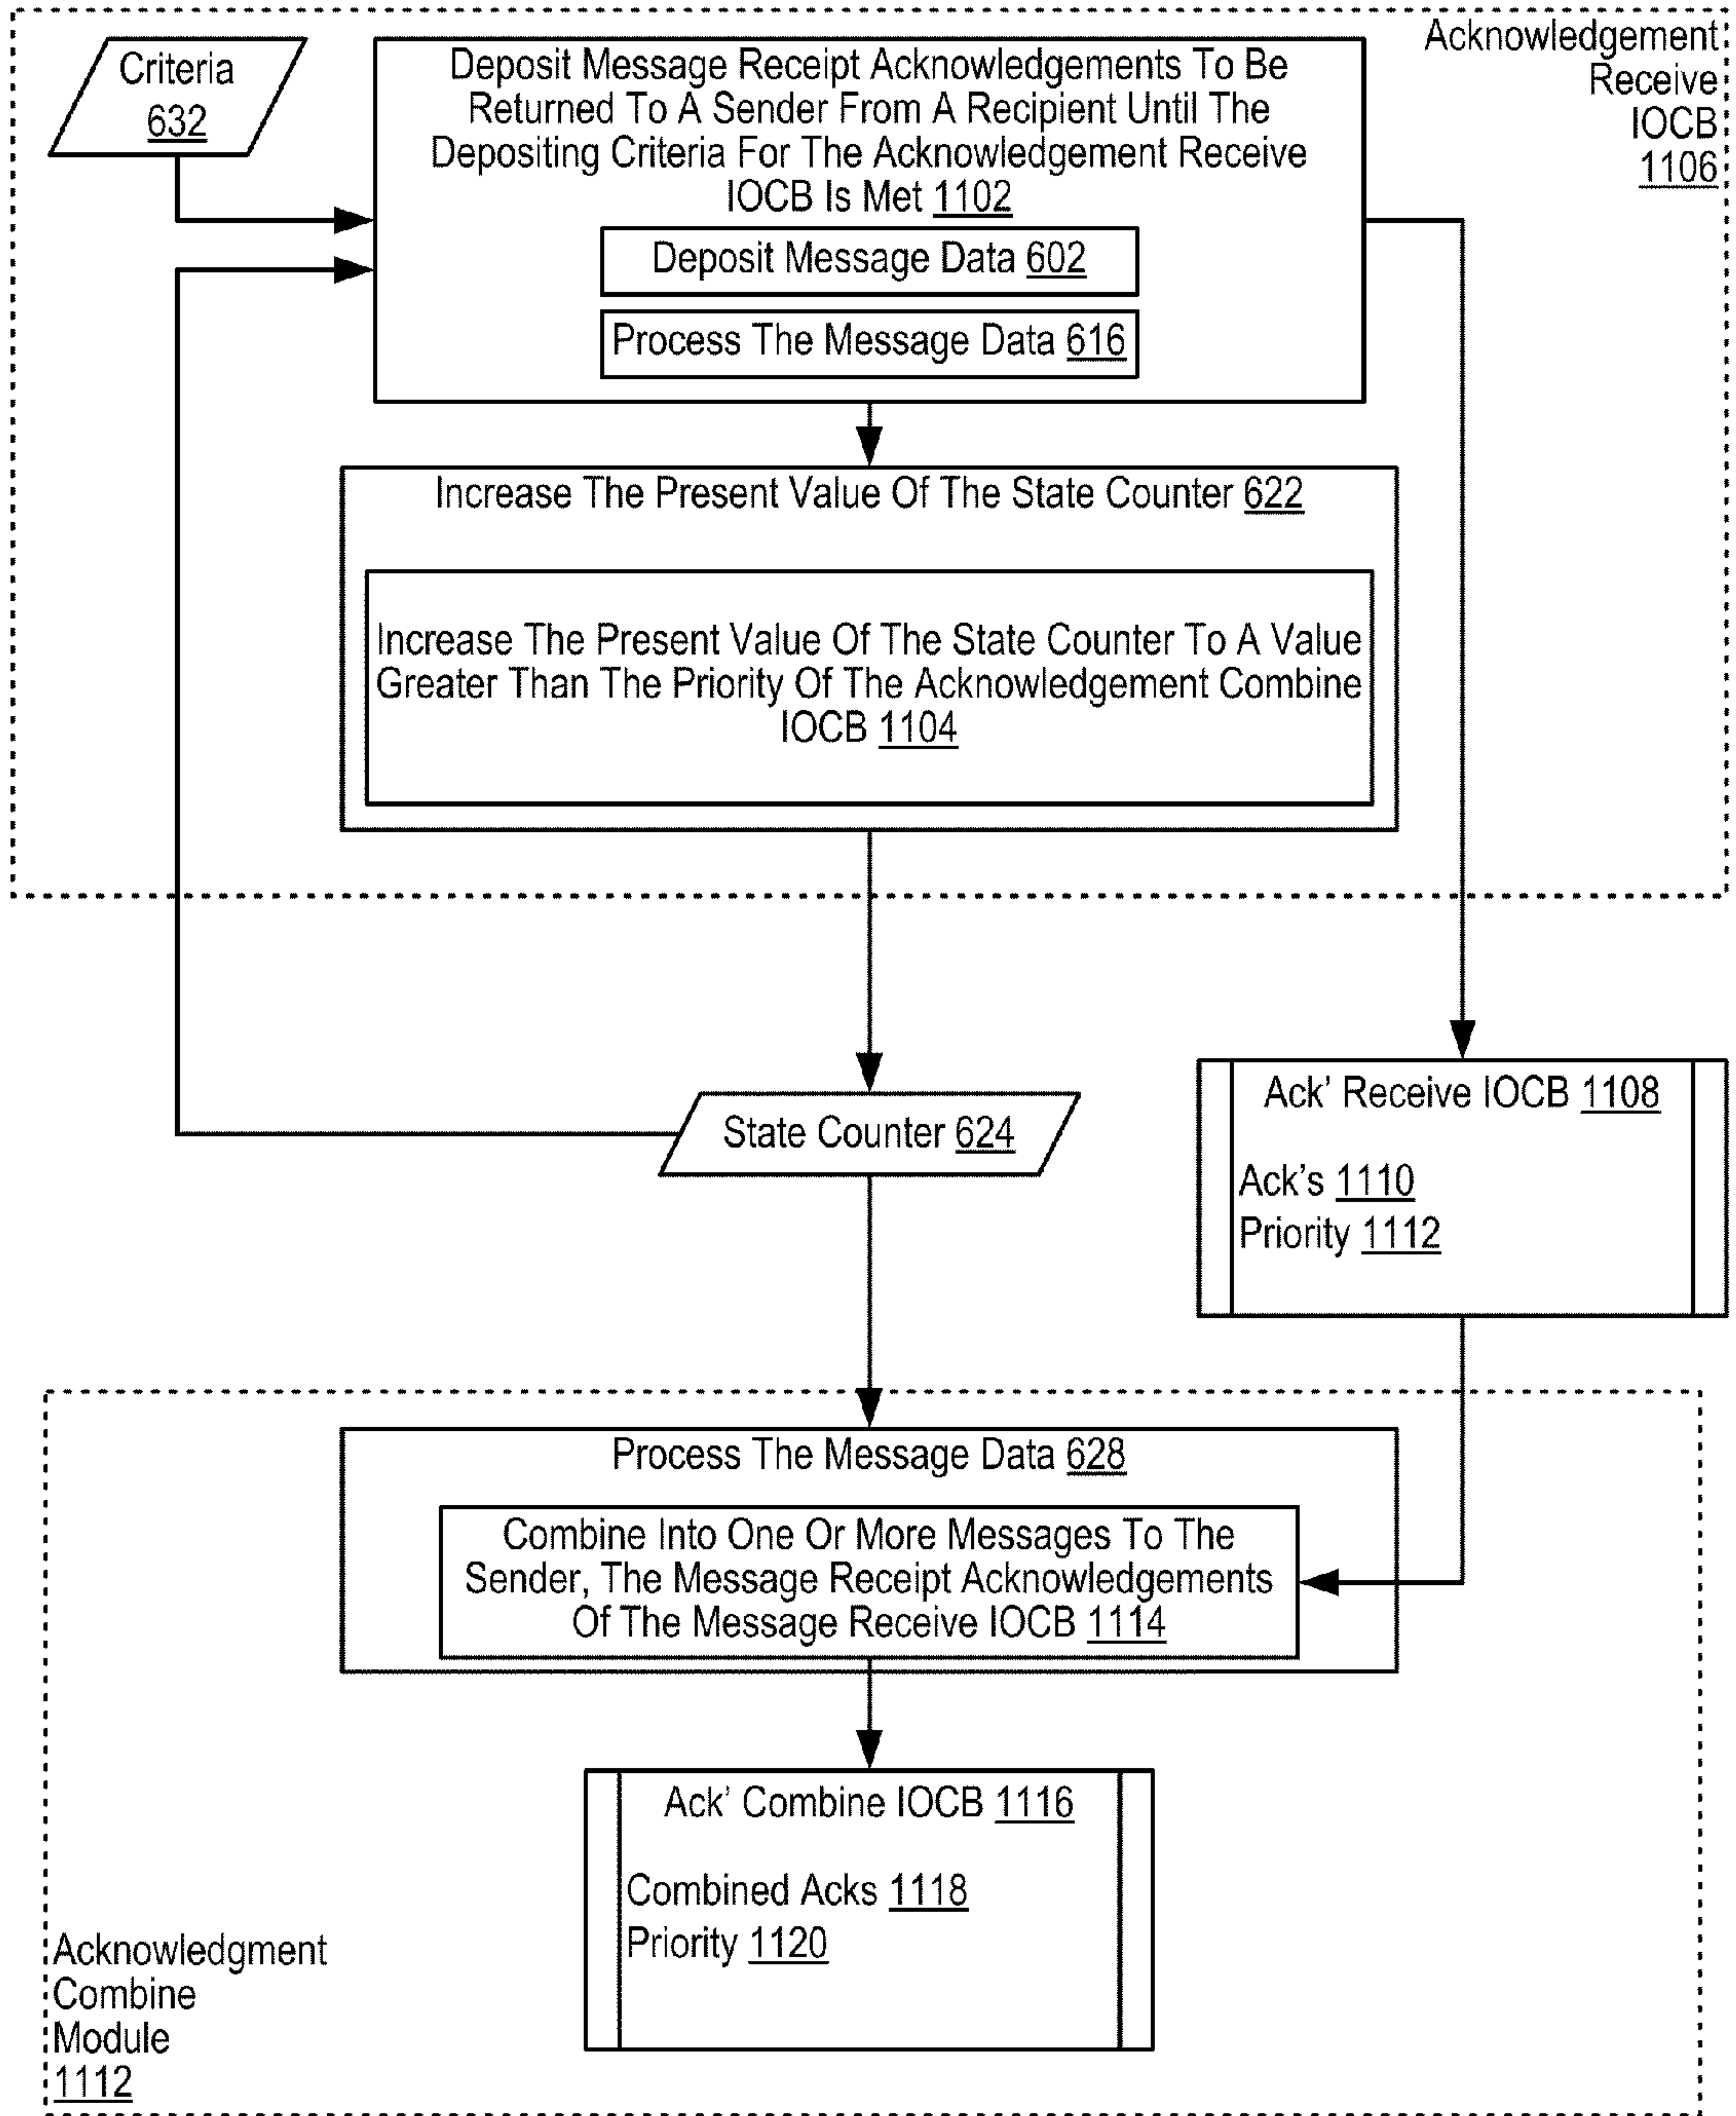 Criteria
632
Deposit Message Receipt Acknowledgements To Be
Returned To A Sender From A Recipient Until The
Depositing Criteria For The Acknowledgement Receive
IOCB Is Met 1102
Deposit Message Data 602
Process The Message Data 616
Acknowledgement
Receive
IOCB
1106
Increase The Present Value Of The State Counter 622
Increase The Present Value Of The State Counter To A Value
Greater Than The Priority Of The Acknowledgement Combine
IOCB 1104
State Counter 624
Ack' Receive IOCB 1108
Ack's 1110
Priority 1112
Process The Message Data 628
Combine Into One Or More Messages To The
Sender, The Message Receipt Acknowledgements
Of The Message Receive IOCB 1114
Ack' Combine IOCB 1116
Combined Acks 1118
Priority 1120
Acknowledgment
Combine
Module
1112